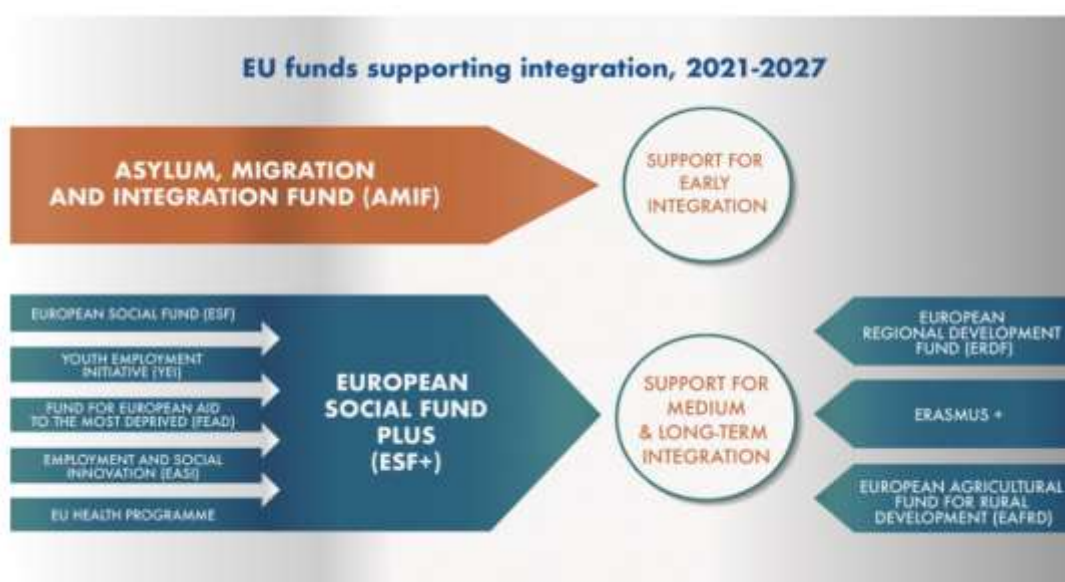 EU funds supporting integration, 2021-2027
ASYLUM, MIGRATION
AND INTEGRATION FUND (AMIF)
SUPPORT FOR
EARLY
INTEGRATION
EUROPEAN SOCIAL FUND (ESF)
YOUTH EMPLOYMENT
INITIATIVE (YEI)
FUND FOR EUROPEAN AID
TO THE MOST DEPRIVED (FEAD)
EMPLOYMENT AND SOCIAL
INNOVATION (EASI)
EU HEALTH PROGRAMME
EUROPEAN
SOCIAL FUND
PLUS
(ESF+)
SUPPORT FOR
MEDIUM
& LONG-TERM
INTEGRATION
EUROPEAN
REGIONAL DEVELOPMENT
FUND (ERDF)
ERASMUS +
EUROPEAN AGRICULTURAL
FUND FOR RURAL
DEVELOPMENT (EAFRD)